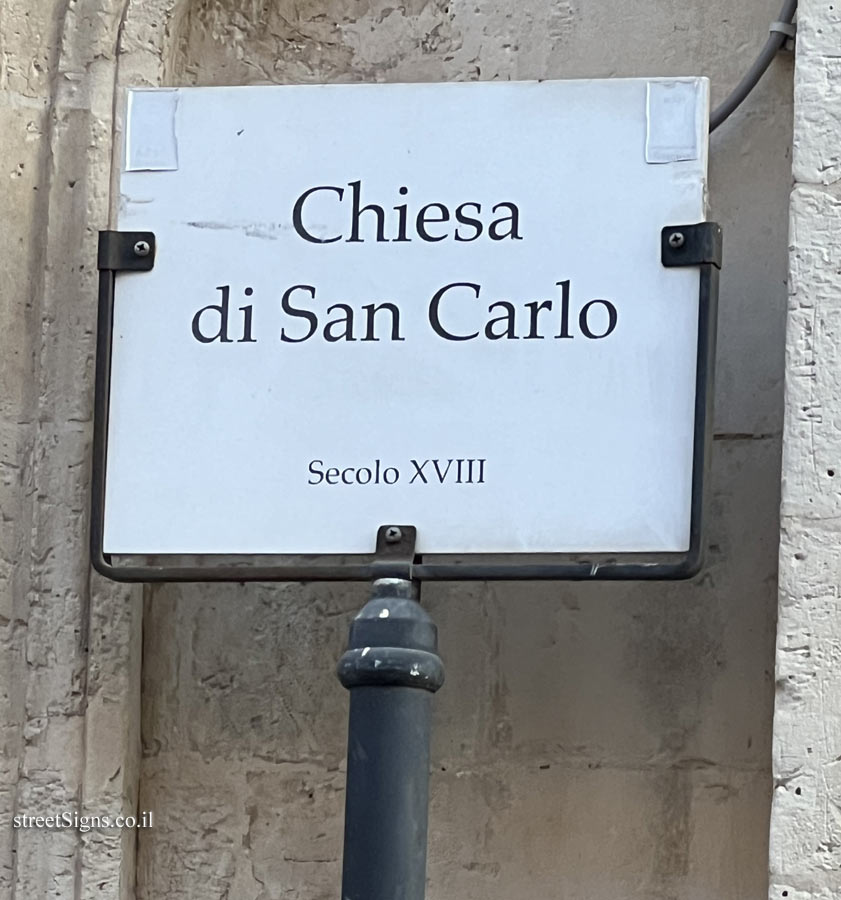 Chiesa
di San Carlo
Secolo XVIII
streetSigns.co.il